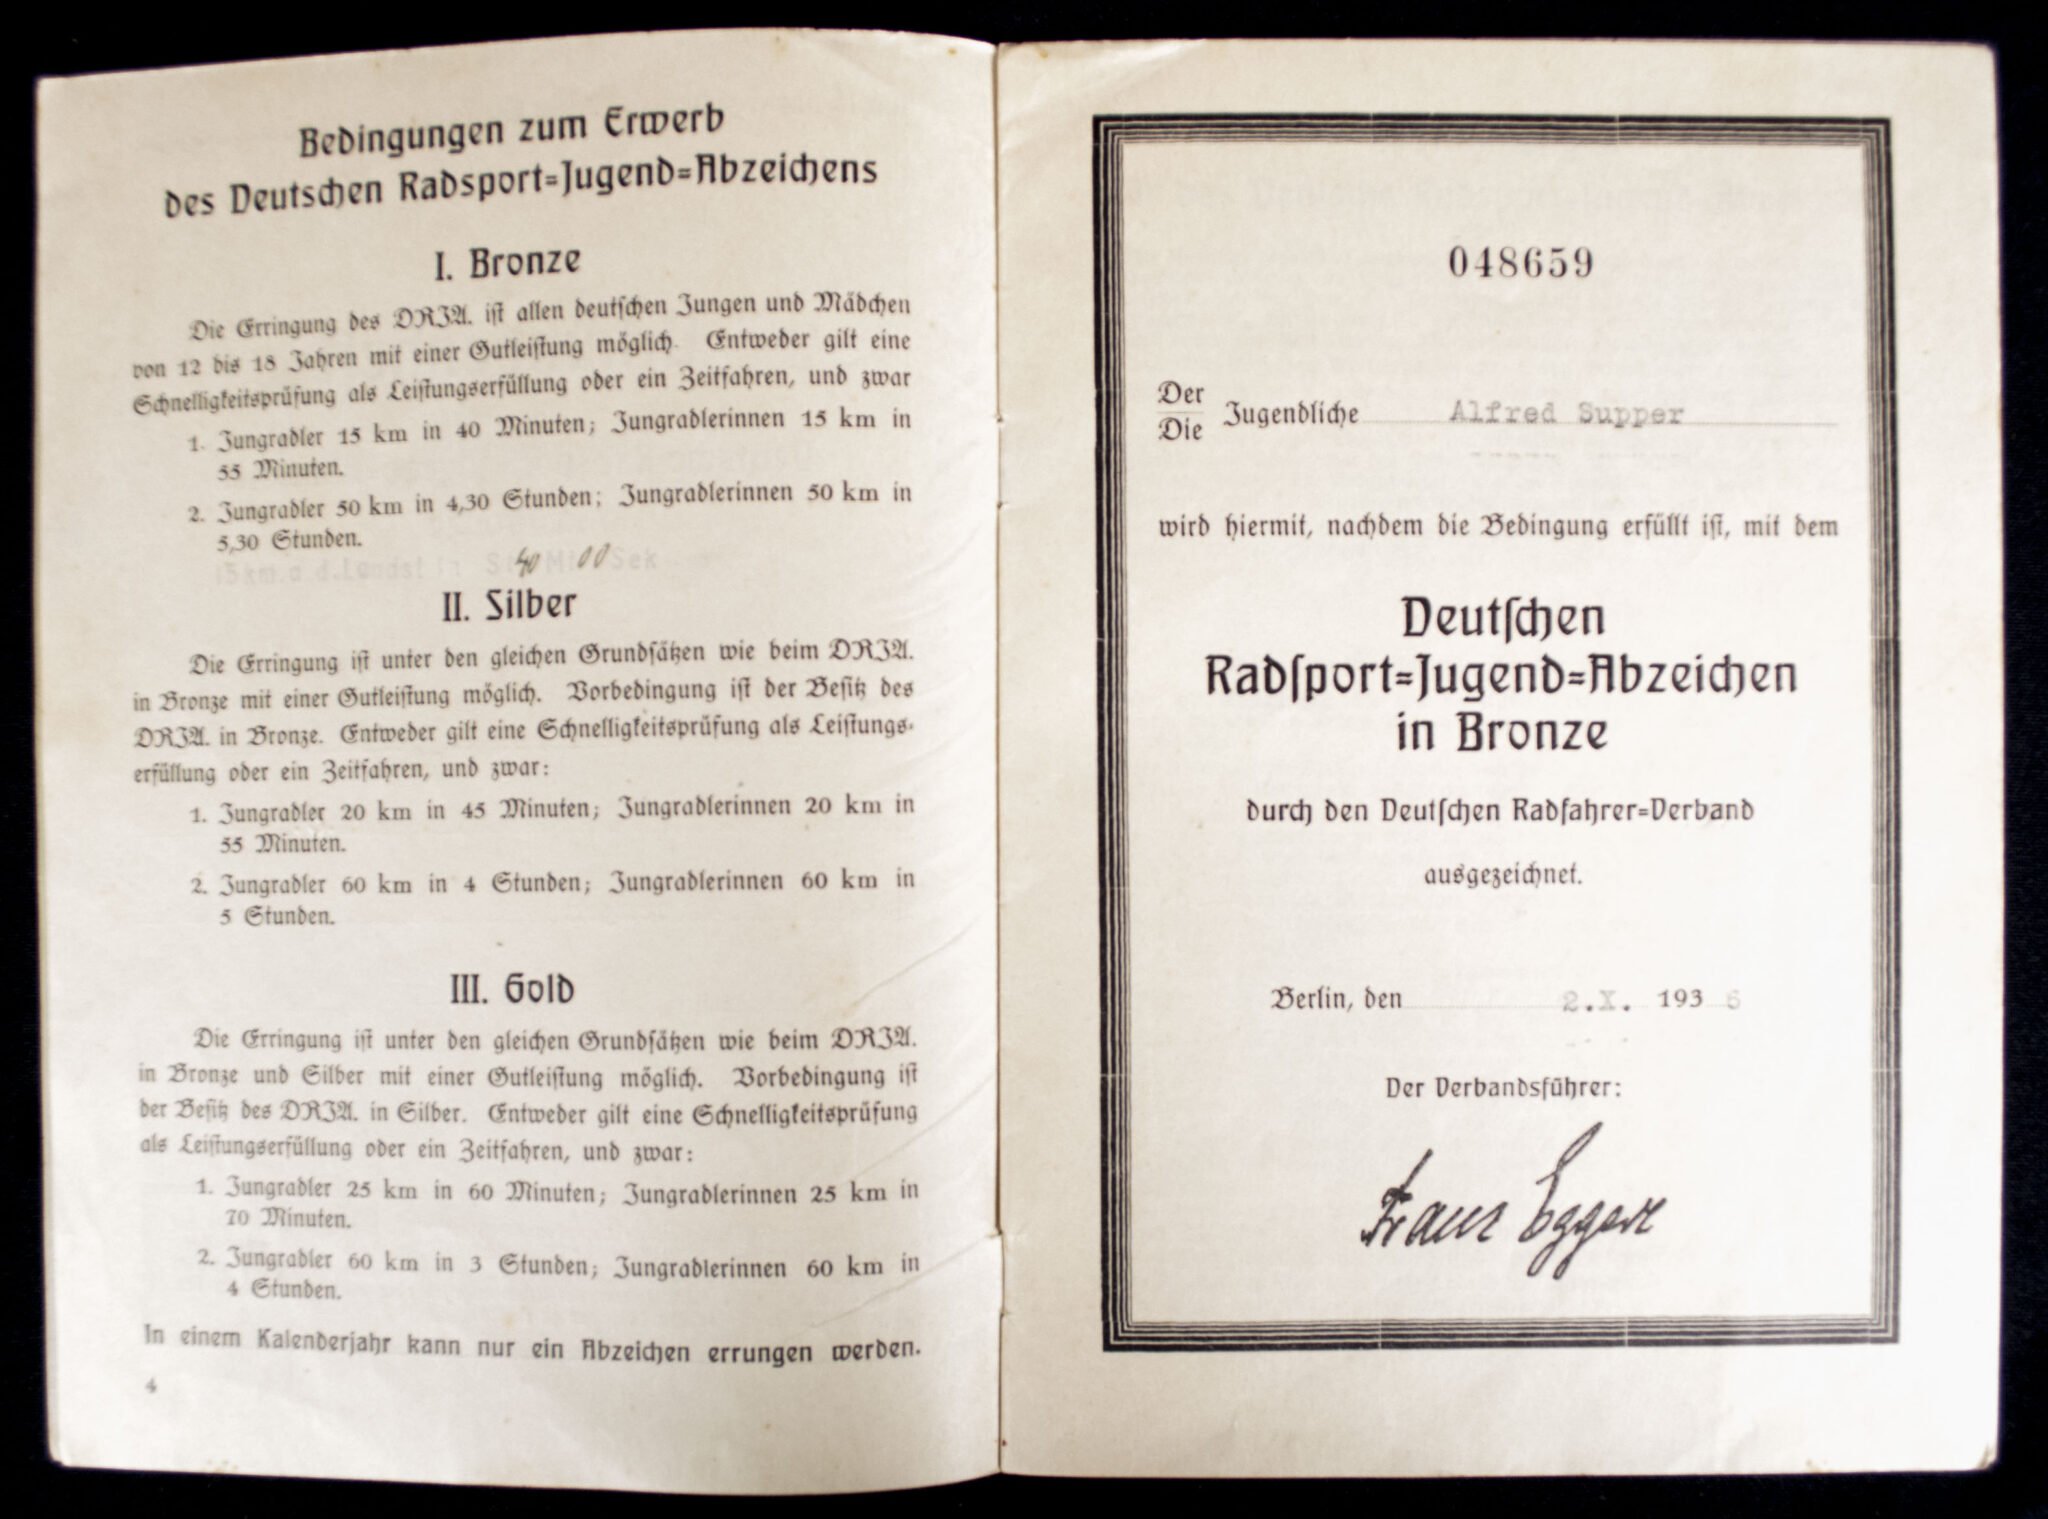 Bedingungen zum Erwerb
des Deutschen Radsport=Jugend=Abzeichens
I. Bronze
Die Erringung des DRJA. ist allen deutschen Jungen und Mädchen
von 12 bis 18 Jahren mit einer Gutleistung möglich. Entweder gilt eine
Schnelligkeitsprüfung als Leistungserfüllung oder ein Zeitfahren, und zwar
1. Jungradler 15 km in 40 Minuten; Jungradlerinnen 15 km in
55 Minuten.
2. Jungradler 50 km in 4,30 Stunden; Jungradlerinnen 50 km in
5,30 Stunden.
15km.a.d.Landst in St 40 Mi 00 Sek
II. Silber
Die Erringung ist unter den gleichen Grundsätzen wie beim DRJA.
in Bronze mit einer Gutleistung möglich. Vorbedingung ist der Besitz des
DRJA. in Bronze. Entweder gilt eine Schnelligkeitsprüfung als Leistungs-
erfüllung oder ein Zeitfahren, und zwar:
1. Jungradler 20 km in 45 Minuten; Jungradlerinnen 20 km in
55 Minuten.
2. Jungradler 60 km in 4 Stunden; Jungradlerinnen 60 km in
5 Stunden.
III. Gold
Die Erringung ist unter den gleichen Grundsätzen wie beim DRJA.
in Bronze und Silber mit einer Gutleistung möglich. Vorbedingung ist
der Besitz des DRJA. in Silber. Entweder gilt eine Schnelligkeitsprüfung
als Leistungserfüllung oder ein Zeitfahren, und zwar:
1. Jungradler 25 km in 60 Minuten; Jungradlerinnen 25 km in
70 Minuten.
2. Jungradler 60 km in 3 Stunden; Jungradlerinnen 60 km in
4 Stunden.
In einem Kalenderjahr kann nur ein Abzeichen errungen werden.
4
048659
Der
Die Jugendliche Alfred Supper
wird hiermit, nachdem die Bedingung erfüllt ist, mit dem
Deutschen
Radsport=Jugend=Abzeichen
in Bronze
durch den Deutschen Radfahrer=Verband
ausgezeichnet.
Berlin, den 2.X. 193
Der Verbandsführer:
Franz Eggert